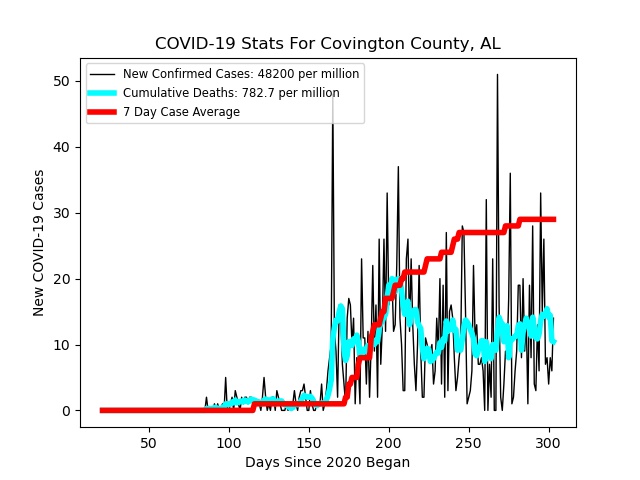 COVID-19 Stats For Covington County, AL
New Confirmed Cases: 48200 per million
Cumulative Deaths: 782.7 per million
7 Day Case Average
50
40
30
20
10
0
New COVID-19 Cases
50 100 150 200 250 300
Days Since 2020 Began